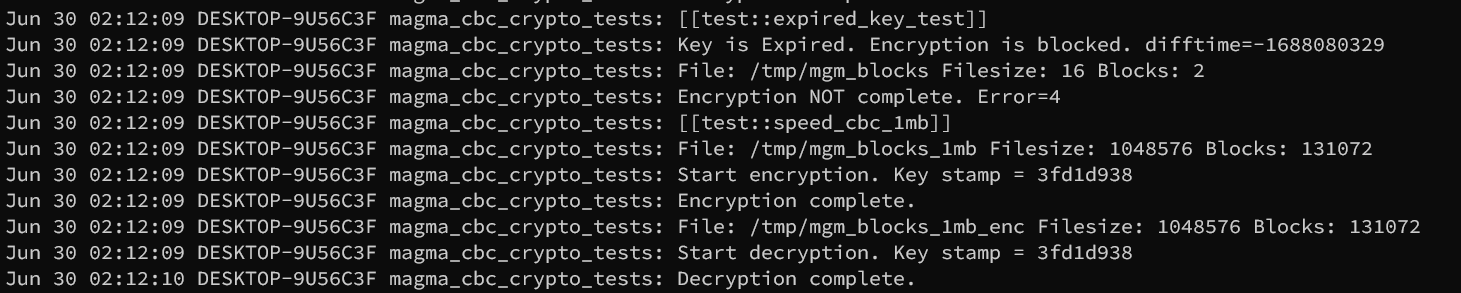 Jun 30 02:12:09 DESKTOP-9U56C3F magma_cbc_crypto_tests: [[test::expired_key_test]]
Jun 30 02:12:09 DESKTOP-9U56C3F magma_cbc_crypto_tests: Key is Expired. Encryption is blocked. difftime=-1688080329
Jun 30 02:12:09 DESKTOP-9U56C3F magma_cbc_crypto_tests: File: /tmp/mgm_blocks Filesize: 16 Blocks: 2
Jun 30 02:12:09 DESKTOP-9U56C3F magma_cbc_crypto_tests: Encryption NOT complete. Error=4
Jun 30 02:12:09 DESKTOP-9U56C3F magma_cbc_crypto_tests: [[test::speed_cbc_1mb]]
Jun 30 02:12:09 DESKTOP-9U56C3F magma_cbc_crypto_tests: File: /tmp/mgm_blocks_1mb Filesize: 1048576 Blocks: 131072
Jun 30 02:12:09 DESKTOP-9U56C3F magma_cbc_crypto_tests: Start encryption. Key stamp = 3fd1d938
Jun 30 02:12:09 DESKTOP-9U56C3F magma_cbc_crypto_tests: Encryption complete.
Jun 30 02:12:09 DESKTOP-9U56C3F magma_cbc_crypto_tests: File: /tmp/mgm_blocks_1mb_enc Filesize: 1048576 Blocks: 131072
Jun 30 02:12:09 DESKTOP-9U56C3F magma_cbc_crypto_tests: Start decryption. Key stamp = 3fd1d938
Jun 30 02:12:10 DESKTOP-9U56C3F magma_cbc_crypto_tests: Decryption complete.